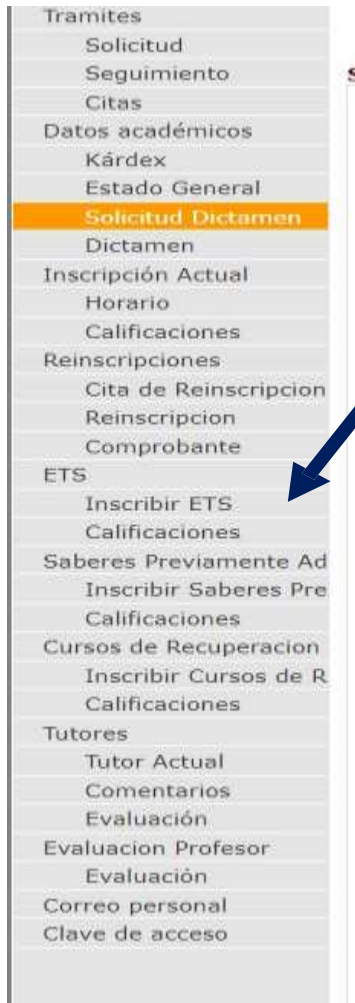 Tramites
Solicitud
Seguimiento
Citas
Datos académicos
Kárdex
Estado General
Solicitud Dictamen
Dictamen
Inscripción Actual
Horario
Calificaciones
Reinscripciones
Cita de Reinscripcion
Reinscripcion
Comprobante
ETS
Inscribir ETS
Calificaciones
Saberes Previamente Ad
Inscribir Saberes Pre
Calificaciones
Cursos de Recuperacion
Inscribir Cursos de R
Calificaciones
Tutores
Tutor Actual
Comentarios
Evaluación
Evaluacion Profesor
Evaluación
Correo personal
Clave de acceso